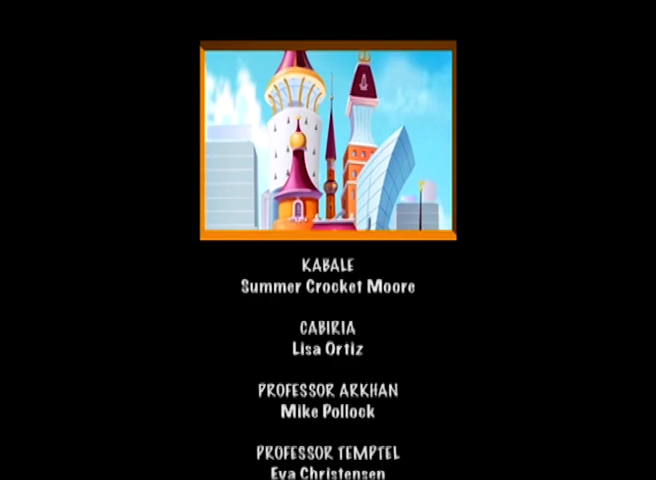 KABALE
Summer Crocket Moore
CABIRIA
Lisa Ortiz
PROFESSOR ARKHAN
Mike Pollock
PROFESSOR TEMPTEL
Eva Christensen